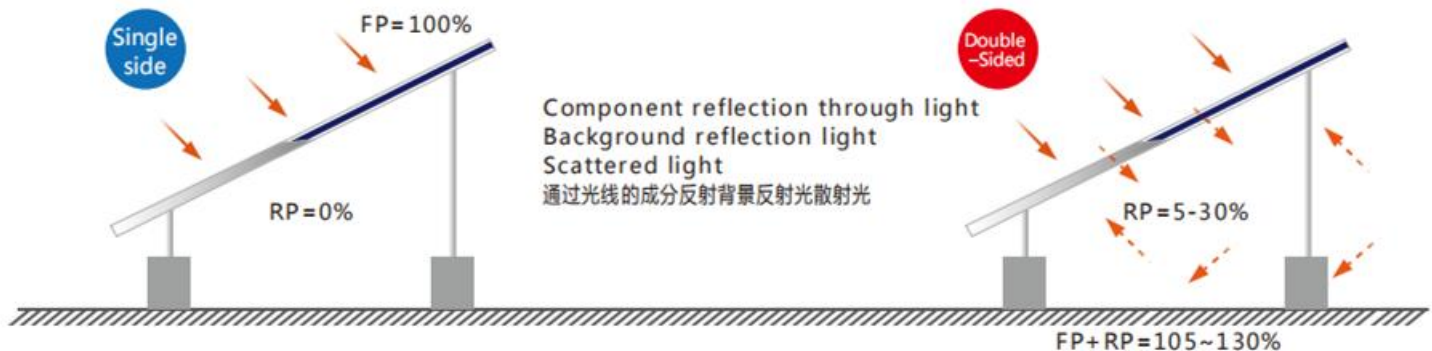 Single
side
FP=100%
RP=0%
Component reflection through light
Background reflection light
Scattered light
通过光线的成分反射背景反射光散射光
Double
-Sided
RP=5-30%
FP+RP=105~130%